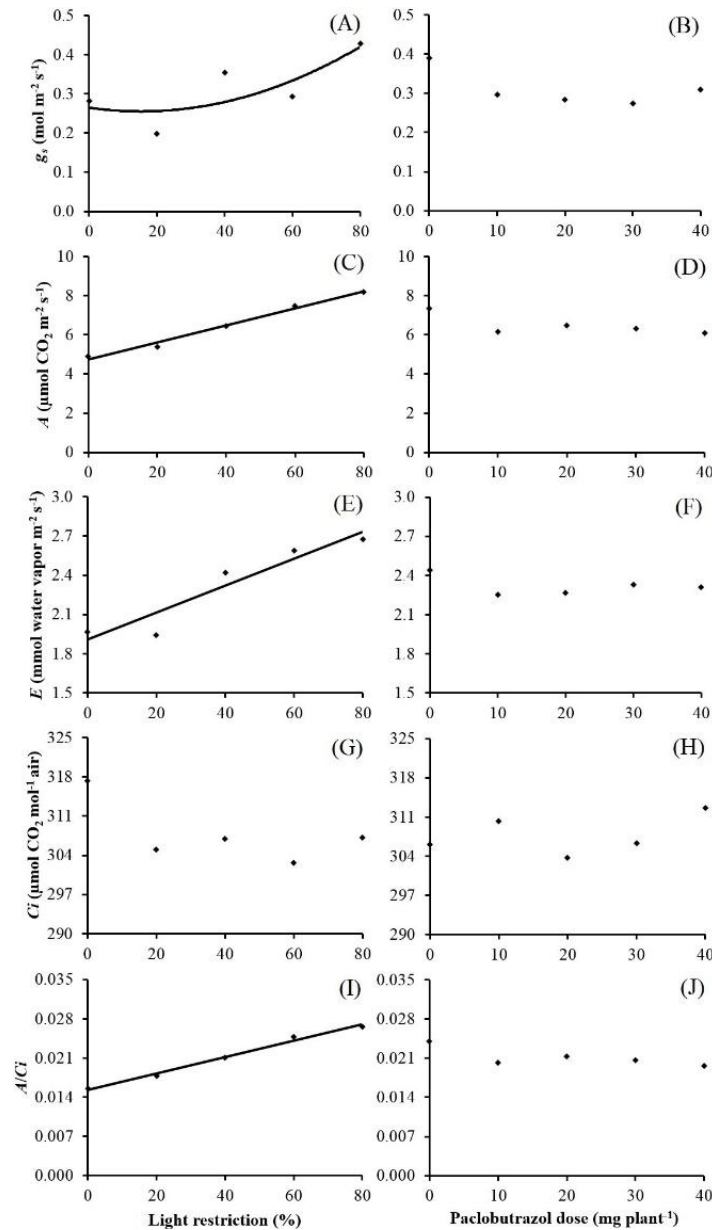 (A)
0.5
0.4
0.3
0.2
0.1
0.0
0 20 40 60 80
gs (mol m⁻² s⁻¹)
(B)
0.5
0.4
0.3
0.2
0.1
0.0
0 10 20 30 40
(C)
10
8
6
4
2
0
0 20 40 60 80
A (µmol CO₂ m⁻² s⁻¹)
(D)
10
8
6
4
2
0
0 10 20 30 40
(E)
3.0
2.7
2.4
2.1
1.8
1.5
0 20 40 60 80
E (mmol water vapor m⁻² s⁻¹)
(F)
3.0
2.7
2.4
2.1
1.8
1.5
0 10 20 30 40
(G)
325
318
311
304
297
290
0 20 40 60 80
Ci (µmol CO₂ mol⁻¹ air)
(H)
325
318
311
304
297
290
0 10 20 30 40
(I)
0.035
0.028
0.021
0.014
0.007
0.000
0 20 40 60 80
A/Ci
Light restriction (%)
(J)
0.035
0.028
0.021
0.014
0.007
0.000
0 10 20 30 40
Paclobutrazol dose (mg plant⁻¹)